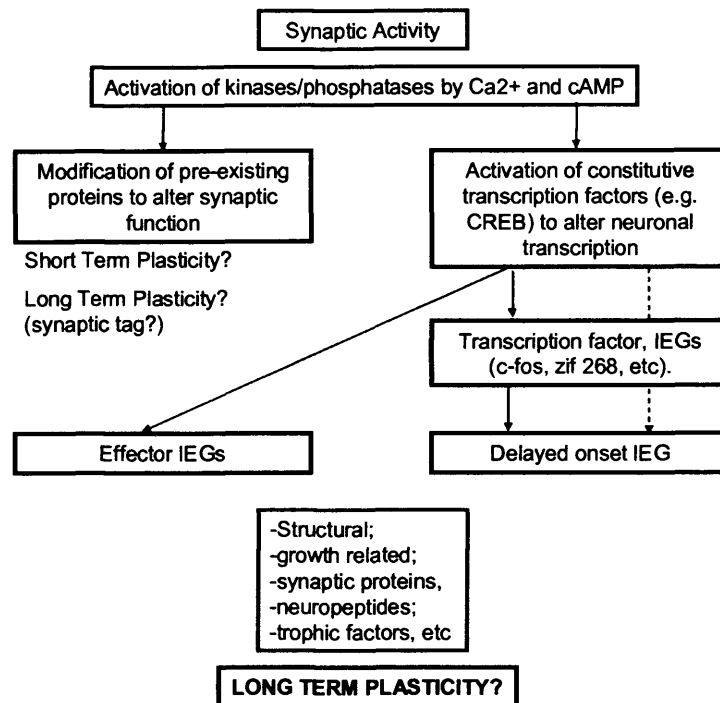 Synaptic Activity
Activation of kinases/phosphatases by Ca2+ and cAMP
Modification of pre-existing
proteins to alter synaptic
function
Activation of constitutive
transcription factors (e.g.
CREB) to alter neuronal
transcription
Short Term Plasticity?
Long Term Plasticity?
(synaptic tag?)
Transcription factor, IEGs
(c-fos, zif 268, etc).
Effector IEGs
Delayed onset IEG
-Structural;
-growth related;
-synaptic proteins,
-neuropeptides;
-trophic factors, etc
LONG TERM PLASTICITY?